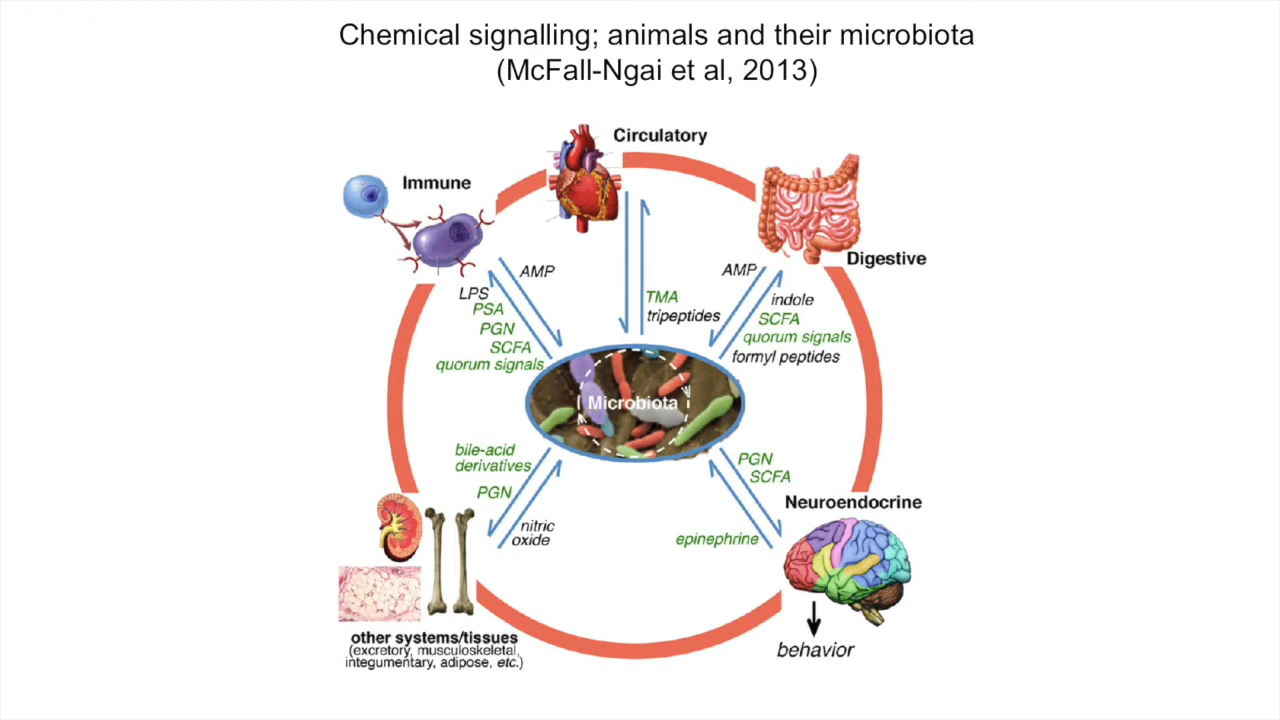 Chemical signalling; animals and their microbiota
(McFall-Ngai et al, 2013)
Circulatory
Immune
Digestive
AMP
LPS
PSA
PGN
SCFA
quorum signals
TMA
tripeptides
AMP
indole
SCFA
quorum signals
formyl peptides
Microbiota
bile-acid
derivatives
PGN
nitric
oxide
PGN
SCFA
epinephrine
Neuroendocrine
behavior
other systems/tissues
(excretory, musculoskeletal,
integumentary, adipose, etc.)